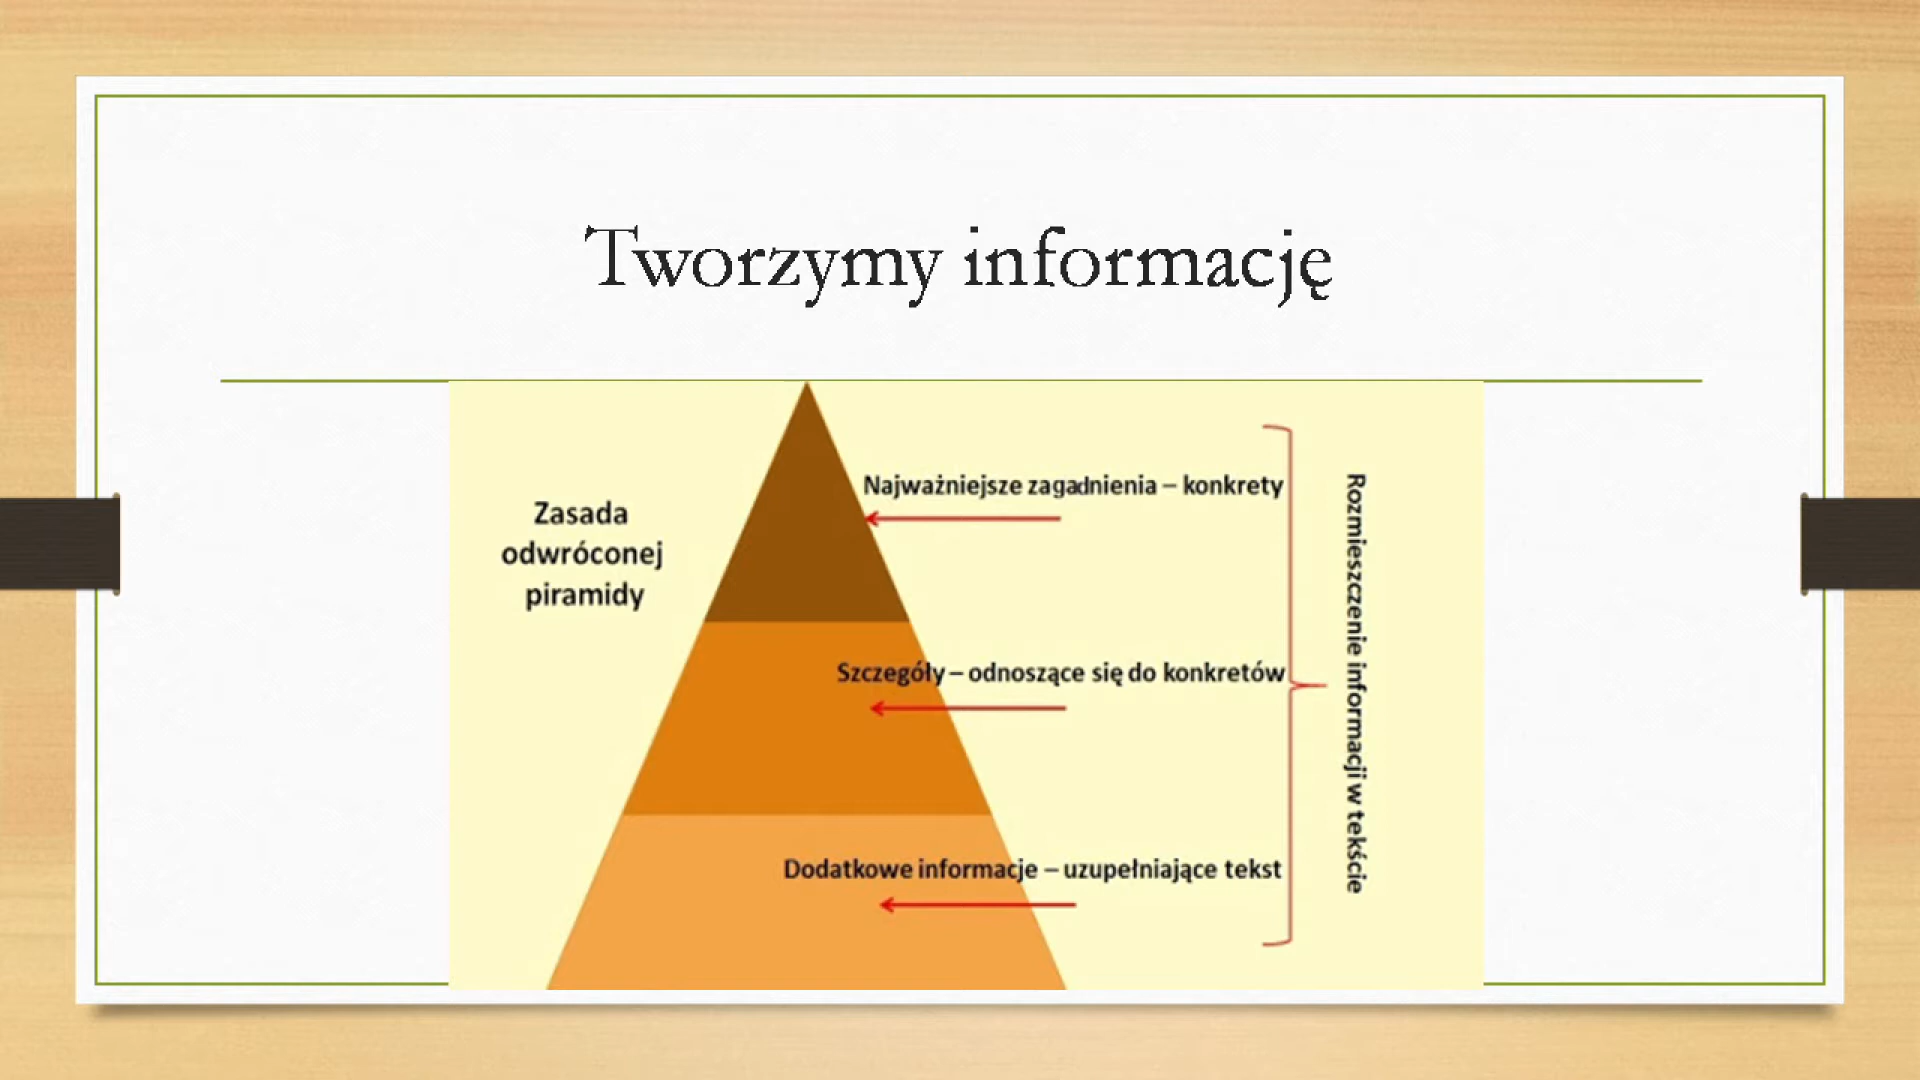 Tworzymy informację
Zasada
odwróconej
piramidy
Najważniejsze zagadnienia – konkrety
Szczegóły – odnoszące się do konkretów
Dodatkowe informacje – uzupełniające tekst
Rozmieszczenie informacji w tekście